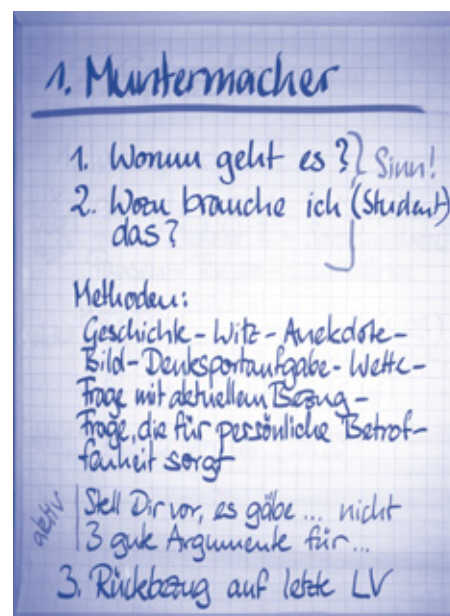 1. Muntermacher
1. Worum geht es? } Sinn!
2. Wozu brauche ich (Student)
das?
Methoden:
Geschichte - Witz - Anekdote -
Bild - Denksportaufgabe - Wette -
Frage mit aktuellem Bezug -
Frage, die für persönliche Betrof-
fenheit sorgt
aktiv
Stell Dir vor, es gäbe ... nicht
3 gute Argumente für ...
3. Rückbezug auf letzte LV